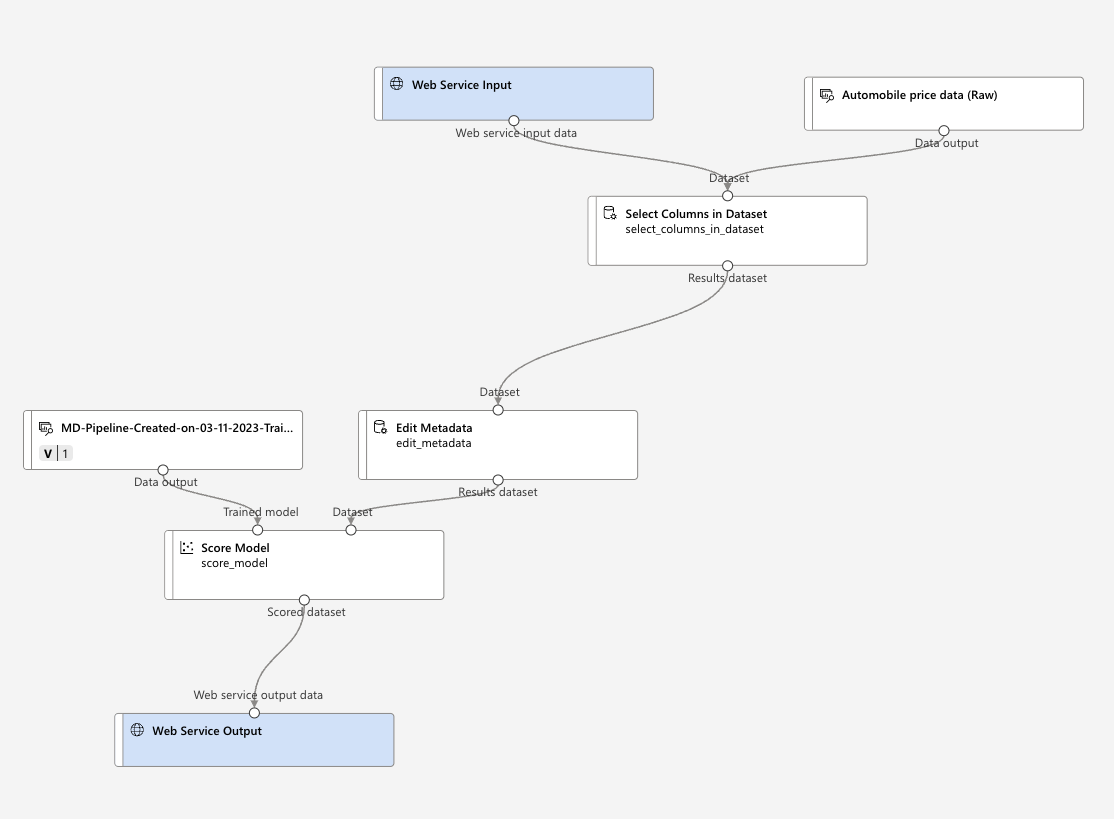 Web Service Input
Web service input data
Automobile price data (Raw)
Data output
Dataset
Select Columns in Dataset
select_columns_in_dataset
Results dataset
Dataset
MD-Pipeline-Created-on-03-11-2023-Trai...
V 1
Data output
Edit Metadata
edit_metadata
Results dataset
Trained model
Dataset
Score Model
score_model
Scored dataset
Web service output data
Web Service Output